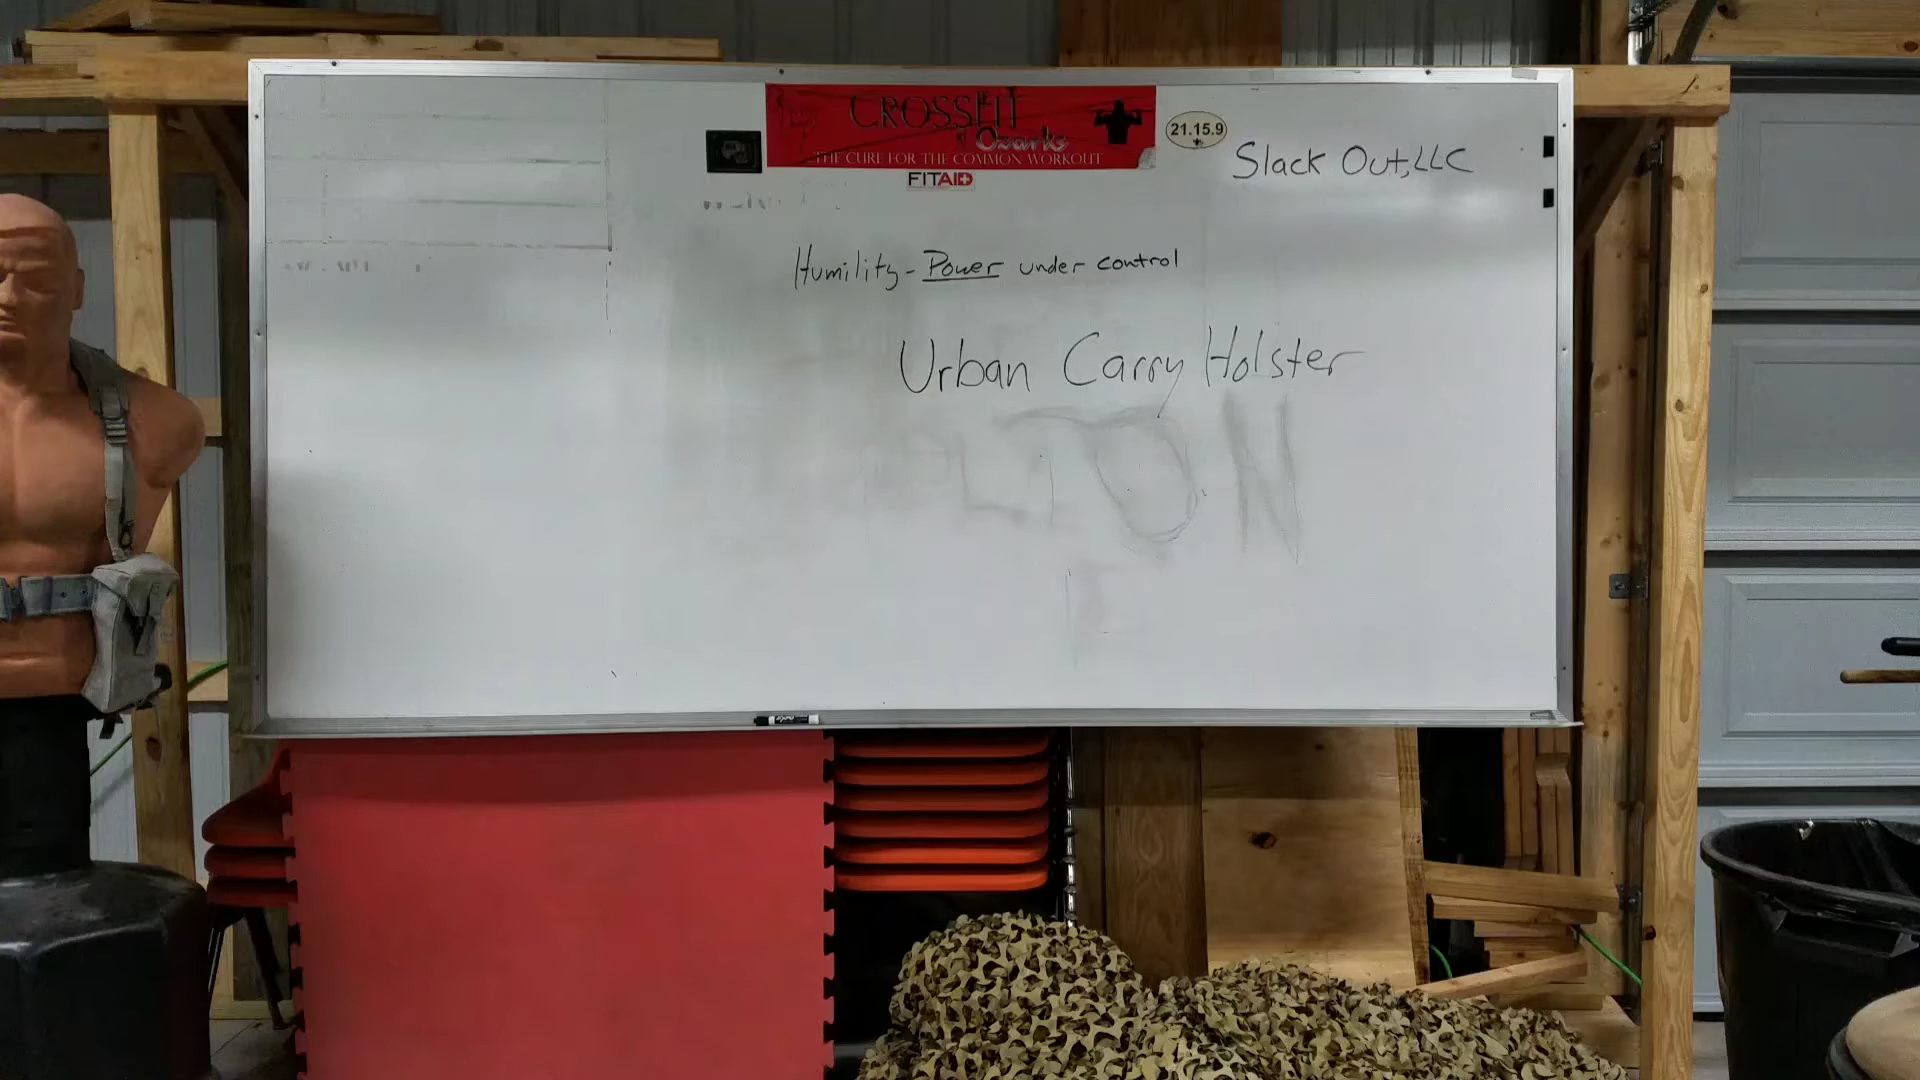 CROSSFIT
Ozarks
THE CURE FOR THE COMMON WORKOUT
21.15.9
FITAID
Slack Out, LLC
Humility - Power under control
Urban Carry Holster
LTON